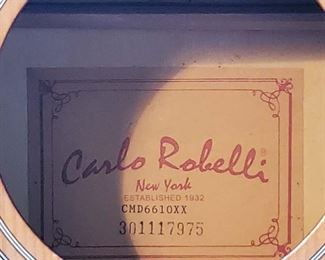 Carlo Robelli®
New York
ESTABLISHED 1932
CMD6610XX
301117975